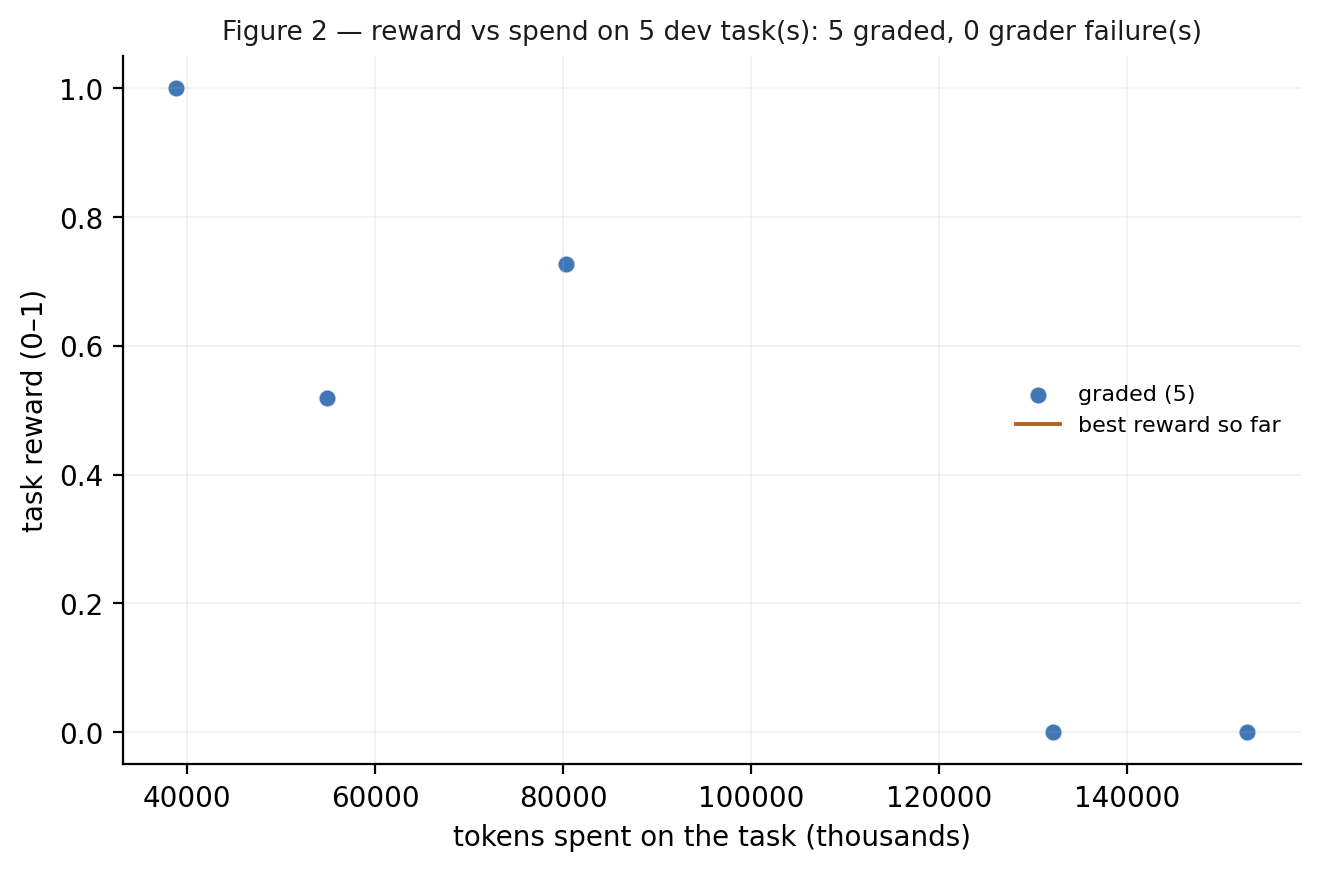 Figure 2 — reward vs spend on 5 dev task(s): 5 graded, 0 grader failure(s)
1.0
0.8
0.6
0.4
0.2
0.0
task reward (0–1)
graded (5)
best reward so far
40000 60000 80000 100000 120000 140000
tokens spent on the task (thousands)